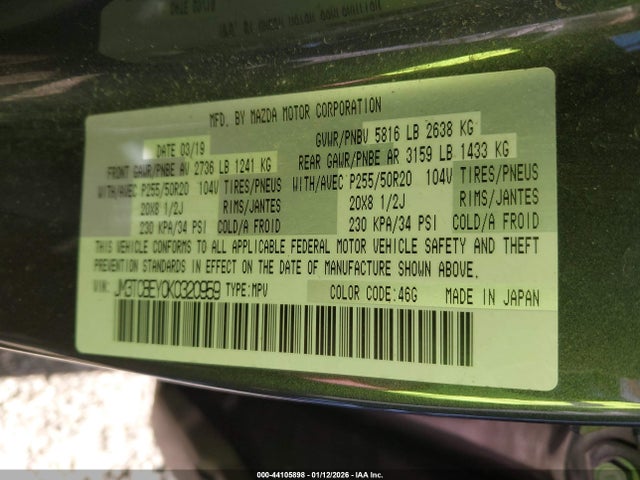 MFD. BY MAZDA MOTOR CORPORATION
DATE 03/19 GVWR/PNBV 5816 LB 2638 KG
FRONT GAWR/PNBE AV 2736 LB 1241 KG REAR GAWR/PNBE AR 3159 LB 1433 KG
WITH/AVEC P255/50R20 104V TIRES/PNEUS WITH/AVEC P255/50R20 104V TIRES/PNEUS
20X8 1/2J RIMS/JANTES 20X8 1/2J RIMS/JANTES
230 KPA/34 PSI COLD/A FROID 230 KPA/34 PSI COLD/A FROID
THIS VEHICLE CONFORMS TO ALL APPLICABLE FEDERAL MOTOR VEHICLE SAFETY AND THEFT
PREVENTION STANDARDS IN EFFECT ON THE DATE OF MANUFACTURE SHOWN ABOVE.
VIN: JM3TCBEY0K0320959 TYPE:MPV COLOR CODE:46G MADE IN JAPAN
000-44105898 - 01/12/2026 - IAA Inc.